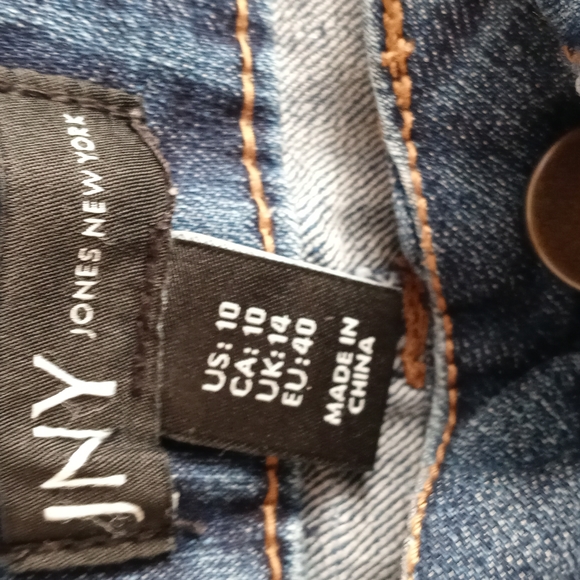 JNY
JONES NEW YORK
US: 10
CA: 10
UK: 14
EU: 40
MADE IN
CHINA